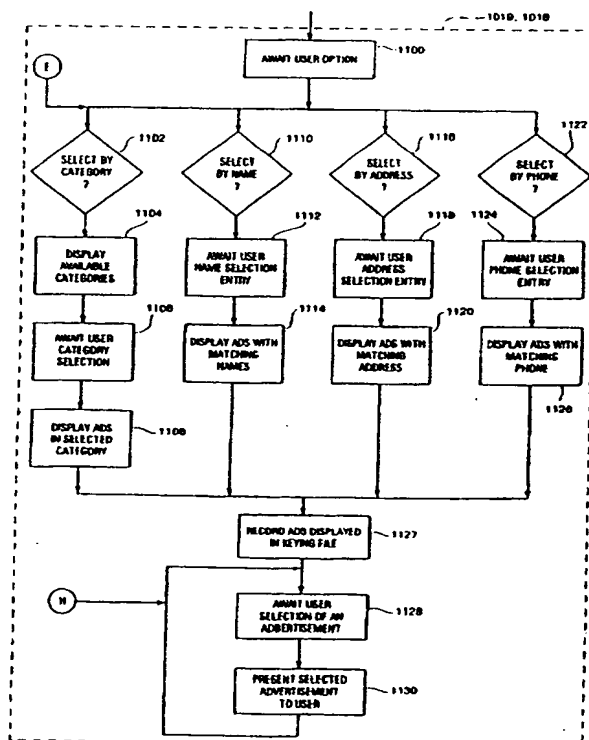 1019, 1018
1100
AWAIT USER OPTION
E
1102
SELECT BY
CATEGORY
?
1110
SELECT
BY NAME
?
1116
SELECT
BY ADDRESS
?
1122
SELECT
BY PHONE
?
1104
DISPLAY
AVAILABLE
CATEGORIES
1112
AWAIT USER
NAME SELECTION
ENTRY
1118
AWAIT USER
ADDRESS
SELECTION ENTRY
1124
AWAIT USER
PHONE SELECTION
ENTRY
1106
AWAIT USER
CATEGORY
SELECTION
1114
DISPLAY ADS WITH
MATCHING
NAMES
1120
DISPLAY ADS WITH
MATCHING
ADDRESS
DISPLAY ADS WITH
MATCHING
PHONE
1126
DISPLAY ADS
IN SELECTED
CATEGORY
1108
RECORD ADS DISPLAYED
IN KEYING FILE
1127
H
AWAIT USER
SELECTION OF AN
ADBERTISEMENT
1128
PRESENT SELECTED
ADVERTISEMENT
TO USER
1130